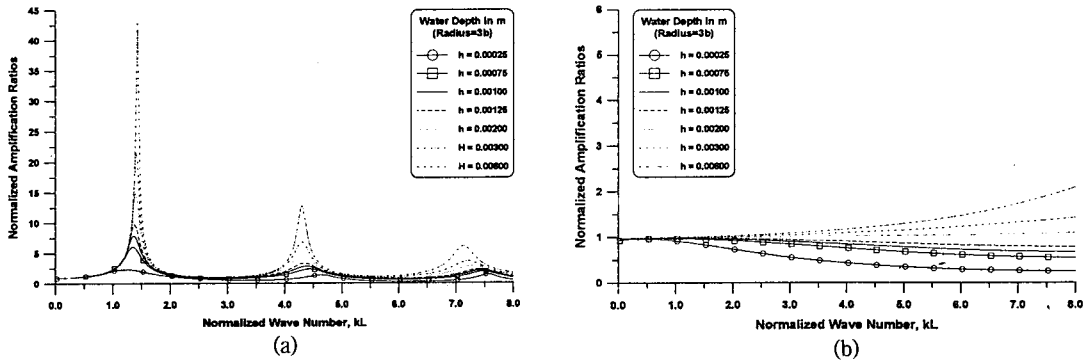 45
40
35
30
25
20
15
10
5
0
Normalized Amplification Ratios
0.0 1.0 2.0 3.0 4.0 5.0 6.0 7.0 8.0
Normalized Wave Number, kL
Water Depth in m
(Radius=3b)
h = 0.00025
h = 0.00075
h = 0.00100
h = 0.00125
h = 0.00200
H = 0.00300
H = 0.00600
(a)
6
5
4
3
2
1
0
Normalized Amplification Ratios
0.0 1.0 2.0 3.0 4.0 5.0 6.0 7.0 8.0
Normalized Wave Number, kL
Water Depth in m
(Radius=3b)
h = 0.00025
h = 0.00075
h = 0.00100
h = 0.00125
h = 0.00200
h = 0.00300
h = 0.00600
(b)